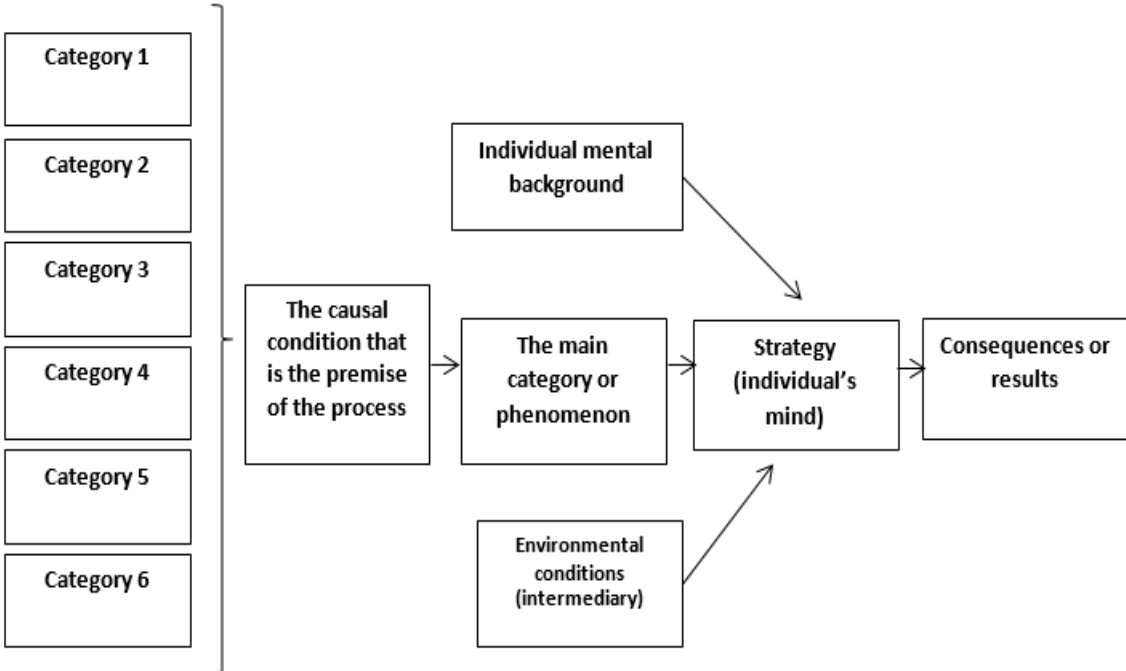 Category 1
Category 2
Category 3
Category 4
Category 5
Category 6
The causal
condition that
is the premise
of the process
Individual mental
background
The main
category or
phenomenon
Environmental
conditions
(intermediary)
Strategy
(individual’s
mind)
Consequences or
results